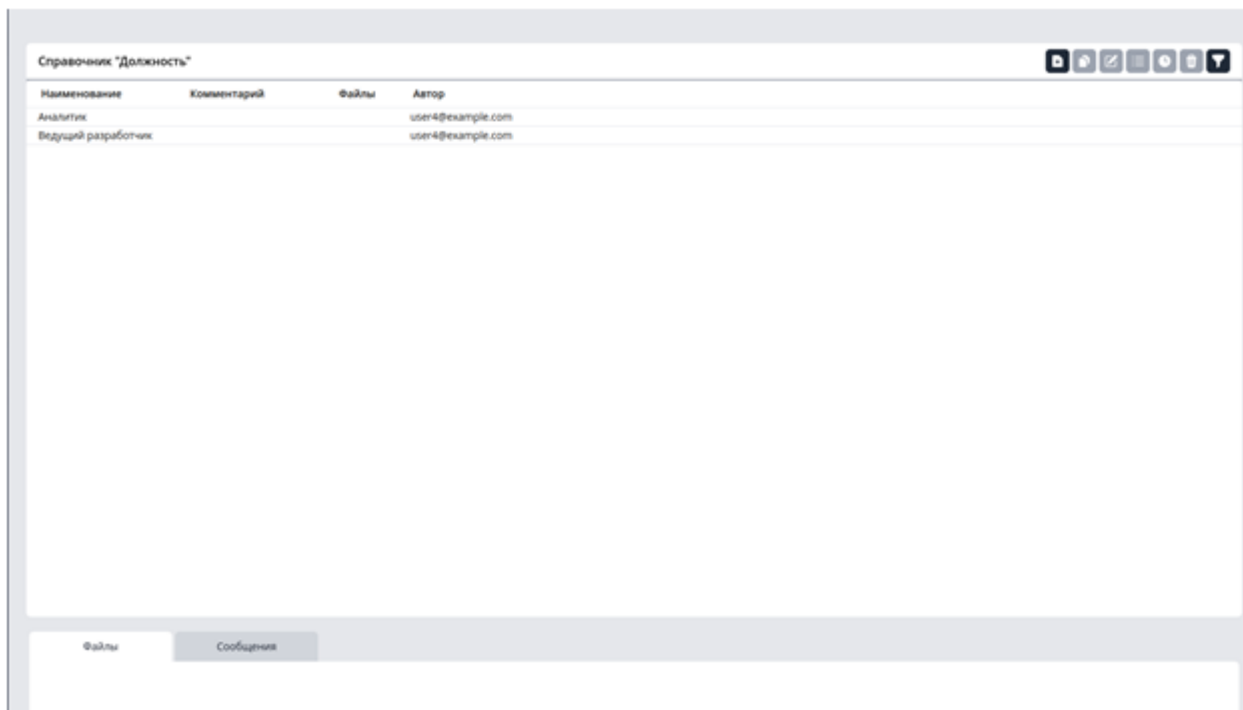 Справочник "Должность"
Наименование Комментарий Файлы Автор
Аналитик user4@example.com
Ведущий разработчик user4@example.com
Файлы Сообщения